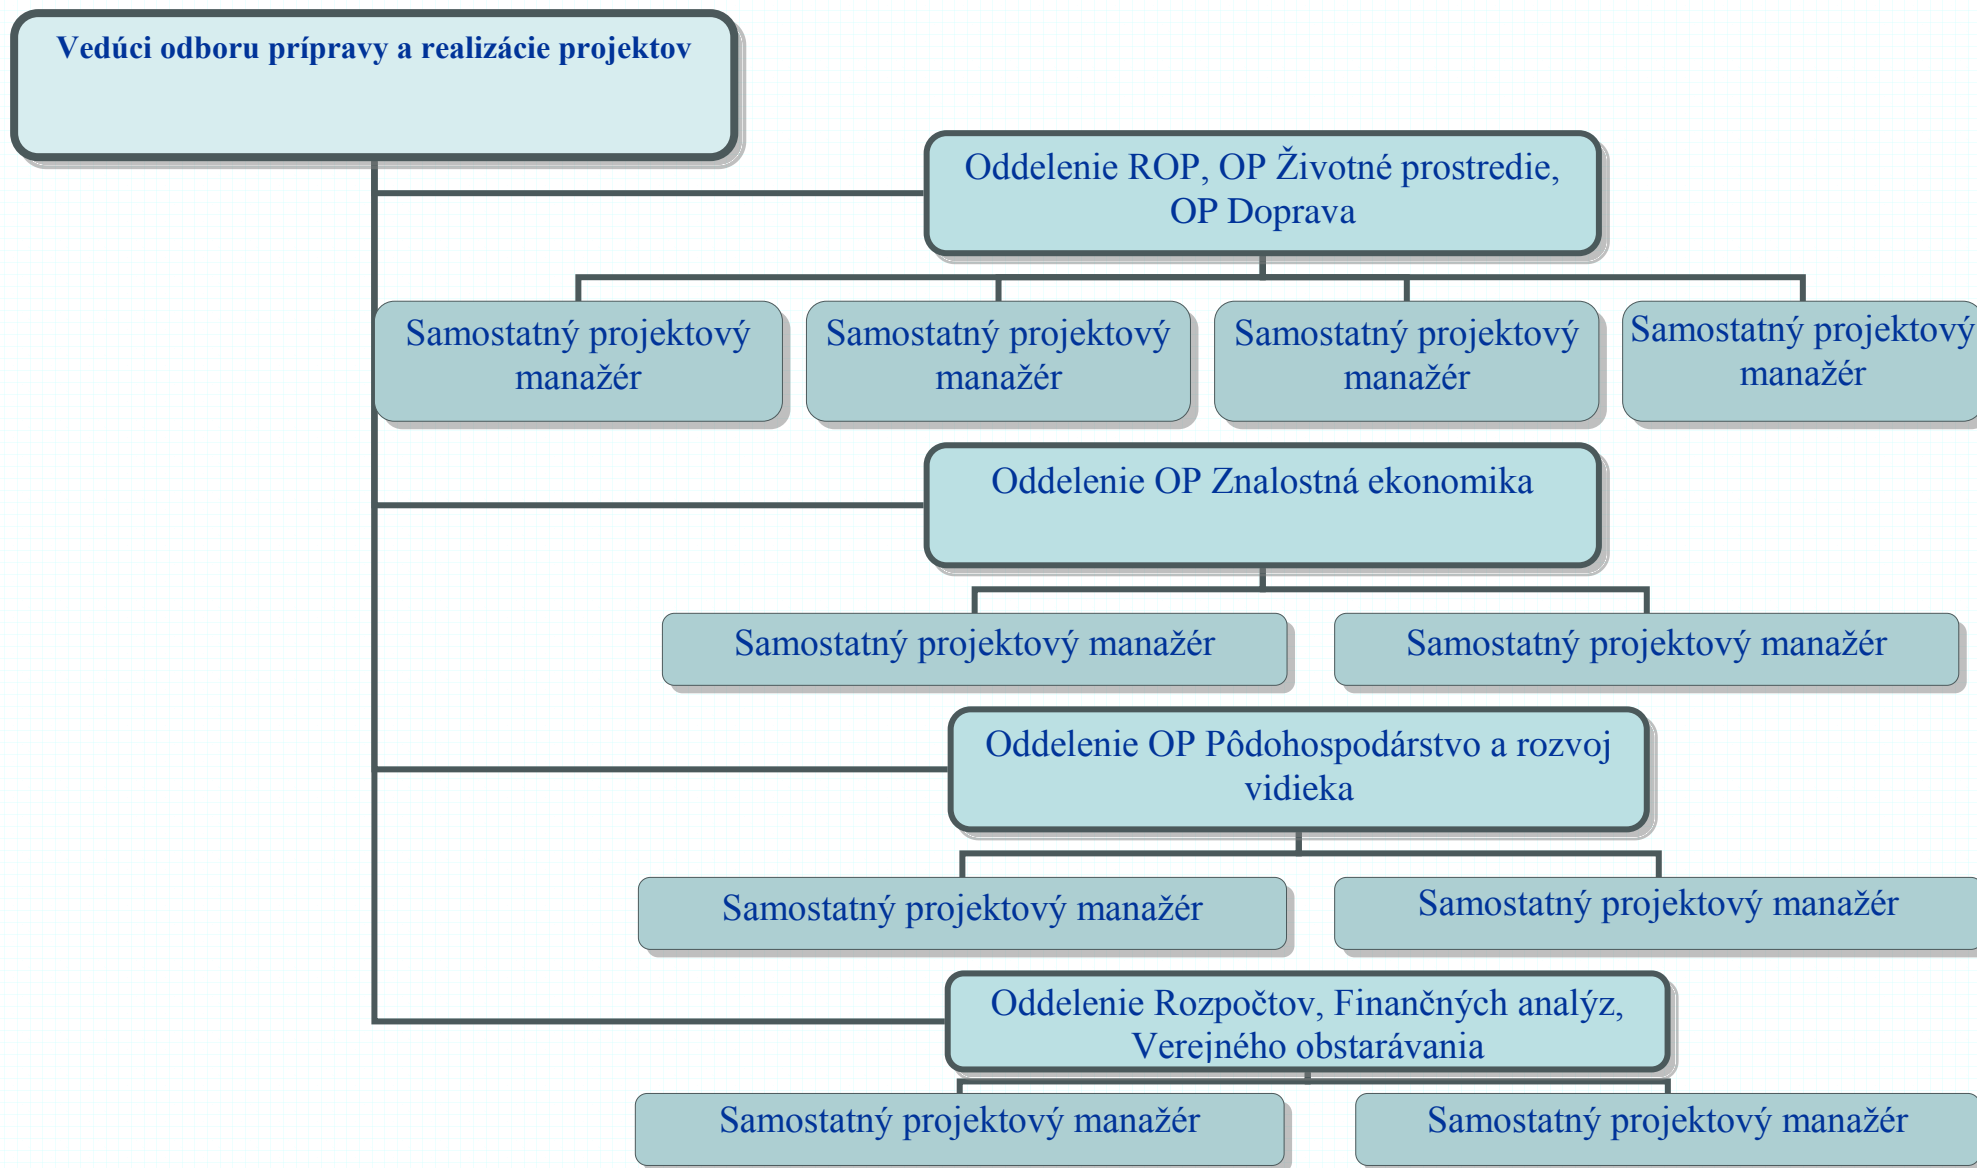 Vedúci odboru prípravy a realizácie projektov
Oddelenie ROP, OP Životné prostredie,
OP Doprava
Samostatný projektový
manažér
Samostatný projektový
manažér
Samostatný projektový
manažér
Samostatný projektový
manažér
Oddelenie OP Znalostná ekonomika
Samostatný projektový manažér
Samostatný projektový manažér
Oddelenie OP Pôdohospodárstvo a rozvoj
vidieka
Samostatný projektový manažér
Samostatný projektový manažér
Oddelenie Rozpočtov, Finančných analýz,
Verejného obstarávania
Samostatný projektový manažér
Samostatný projektový manažér